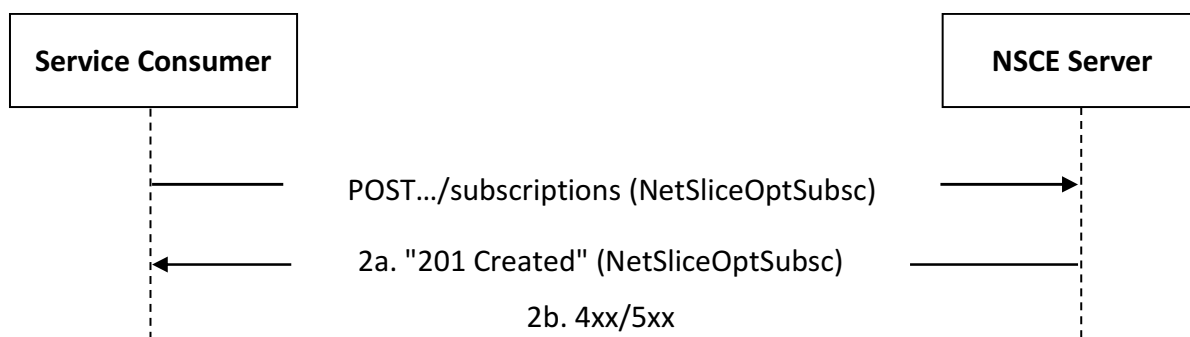 Service Consumer
NSCE Server
POST…/subscriptions (NetSliceOptSubsc)
2a. "201 Created" (NetSliceOptSubsc)
2b. 4xx/5xx